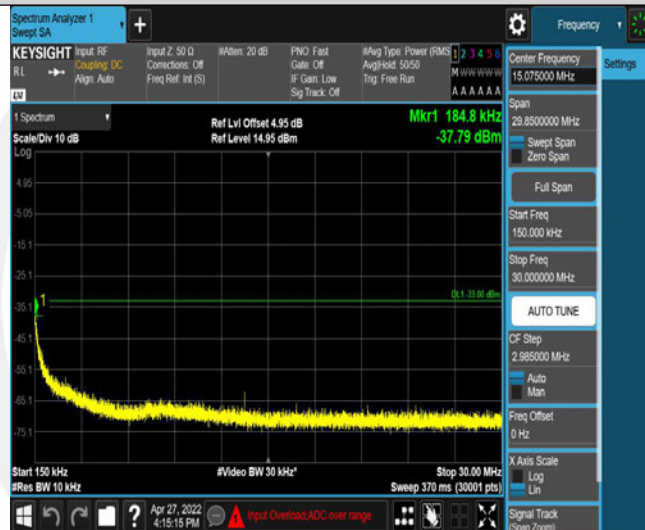 Spectrum Analyzer 1
Swept SA
Frequency
KEYSIGHT
RL
LXI
Input: RF
Coupling: DC
Align: Auto
Input Z: 50 Ω
Corrections: Off
Freq Ref: Int (S)
#Atten: 20 dB
PNO: Fast
Gate: Off
IF Gain: Low
Sig Track: Off
#Avg Type: Power (RMS
Avg|Hold: 50/50
Trig: Free Run
1 2 3 4 5 6
M W W W W W
A A A A A A
1 Spectrum
Scale/Div 10 dB
Log
Ref Lvl Offset 4.95 dB
Ref Level 14.95 dBm
Mkr1 184.8 kHz
-37.79 dBm
4.95
-5.05
-15.1
-25.1
-35.1
-45.1
-55.1
-65.1
-75.1
1
DL1 -33.00 dBm
Start 150 kHz
#Res BW 10 kHz
#Video BW 30 kHz*
Stop 30.00 MHz
Sweep 370 ms (30001 pts)
Center Frequency
15.075000 MHz
Span
29.8500000 MHz
Swept Span
Zero Span
Full Span
Start Freq
150.000 kHz
Stop Freq
30.000000 MHz
AUTO TUNE
CF Step
2.985000 MHz
Auto
Man
Freq Offset
0 Hz
X Axis Scale
Log
Lin
Signal Track
(Span Zoom)
Settings
?
Apr 27, 2022
4:15:15 PM
Input Overload;ADC over range